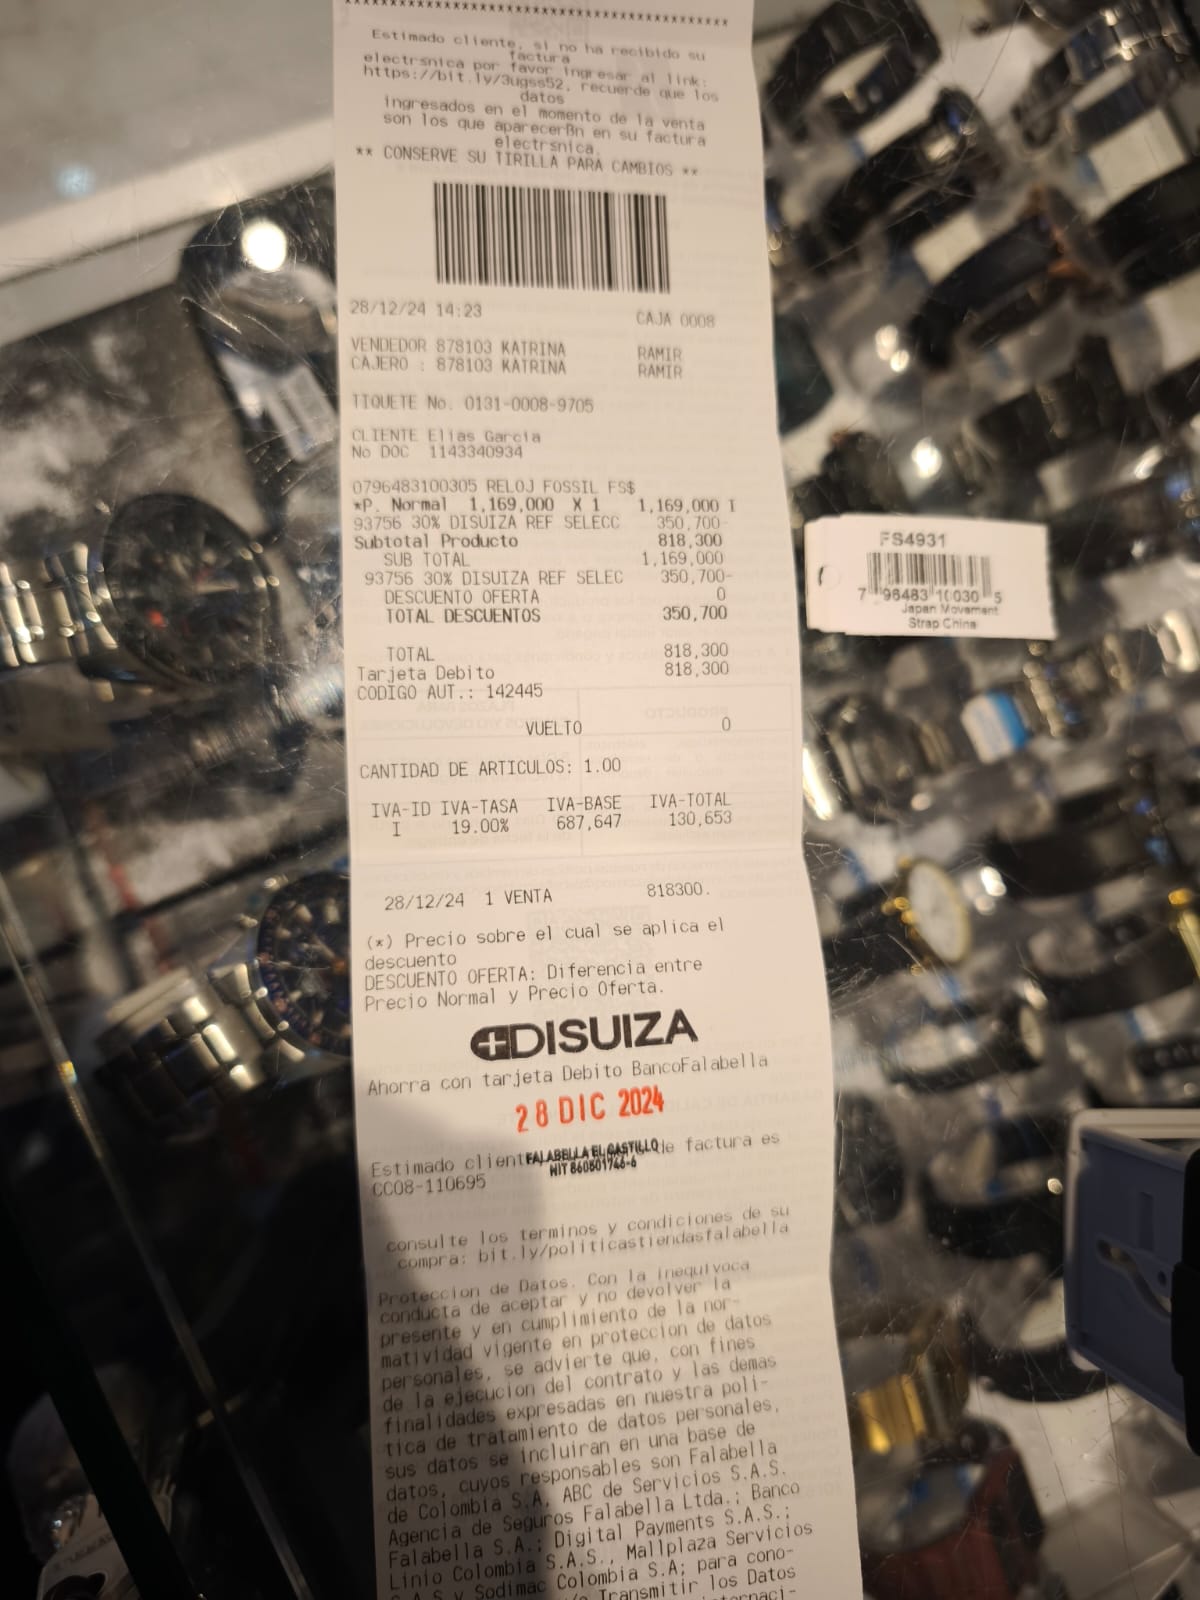 ****************************************************
Estimado cliente, si no ha recibido su
factura
electrsnica por favor ingresar al link:
https://bit.ly/3ugss52, recuerde que los
datos
ingresados en el momento de la venta
son los que aparecerßn en su factura
electrsnica.
** CONSERVE SU TIRILLA PARA CAMBIOS **
28/12/24 14:23 CAJA 0008
VENDEDOR 878103 KATRINA RAMIR
CAJERO : 878103 KATRINA RAMIR
TIQUETE No. 0131-0008-9705
CLIENTE Elias Garcia
No DOC 1143340934
0796483100305 RELOJ FOSSIL FS$
*P. Normal 1,169,000 X 1 1,169,000 I
93756 30% DISUIZA REF SELECC 350,700-
Subtotal Producto 818,300
SUB TOTAL 1,169,000
93756 30% DISUIZA REF SELEC 350,700-
DESCUENTO OFERTA 0
TOTAL DESCUENTOS 350,700
TOTAL 818,300
Tarjeta Debito 818,300
CODIGO AUT.: 142445
VUELTO 0
CANTIDAD DE ARTICULOS: 1.00
IVA-ID IVA-TASA IVA-BASE IVA-TOTAL
I 19.00% 687,647 130,653
28/12/24 1 VENTA 818300.
(*) Precio sobre el cual se aplica el
descuento
DESCUENTO OFERTA: Diferencia entre
Precio Normal y Precio Oferta.
DISUIZA
Ahorra con tarjeta Debito BancoFalabella
28 DIC 2024
FALABELLA EL CASTILLO
NIT 860501746-6
Estimado client de factura es
CC08-110695
consulte los terminos y condiciones de su
compra: bit.ly/politicastiendasfalabella
Proteccion de Datos. Con la inequivoca
conducta de aceptar y no devolver la
presente y en cumplimiento de la nor-
matividad vigente en proteccion de datos
personales, se advierte que, con fines
de la ejecucion del contrato y las demas
finalidades expresadas en nuestra poli-
tica de tratamiento de datos personales,
sus datos se incluiran en una base de
datos, cuyos responsables son Falabella
de Colombia S.A, ABC de Servicios S.A.S.
Agencia de Seguros Falabella Ltda.; Banco
Falabella S.A.; Digital Payments S.A.S.;
Linio Colombia S.A.S., Mallplaza Servicios
S.A.S y Sodimac Colombia S.A; para cono-
Transmitir los Datos
FS4931
7 96483 10030 5
Japan Movement
Strap China